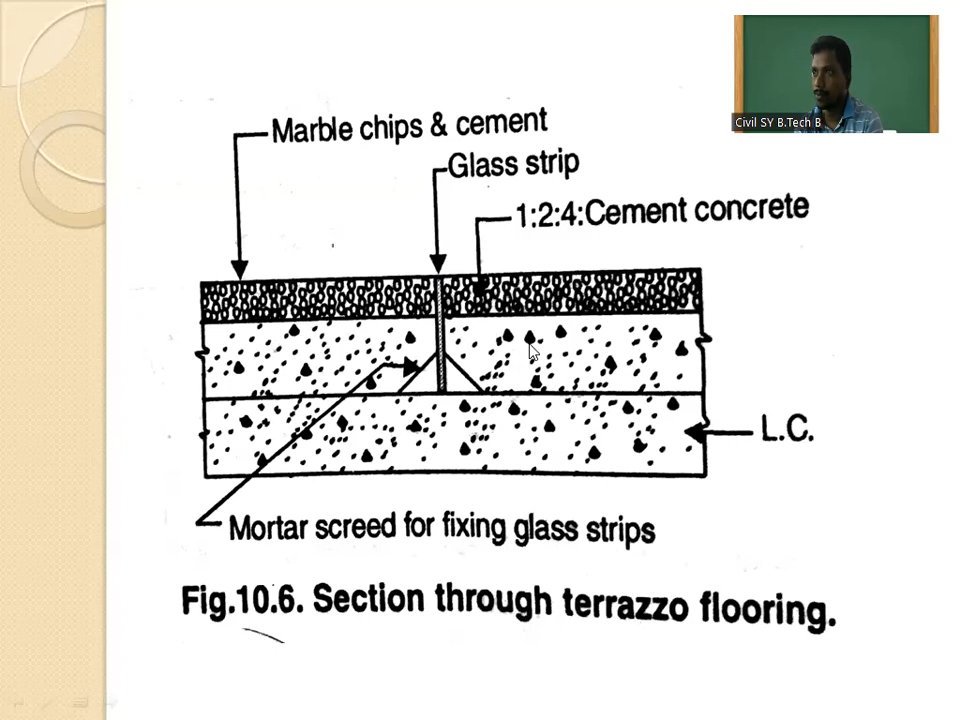 Civil SY B.Tech B
Marble chips & cement
Glass strip
1:2:4:Cement concrete
L.C.
Mortar screed for fixing glass strips
Fig.10.6. Section through terrazzo flooring.